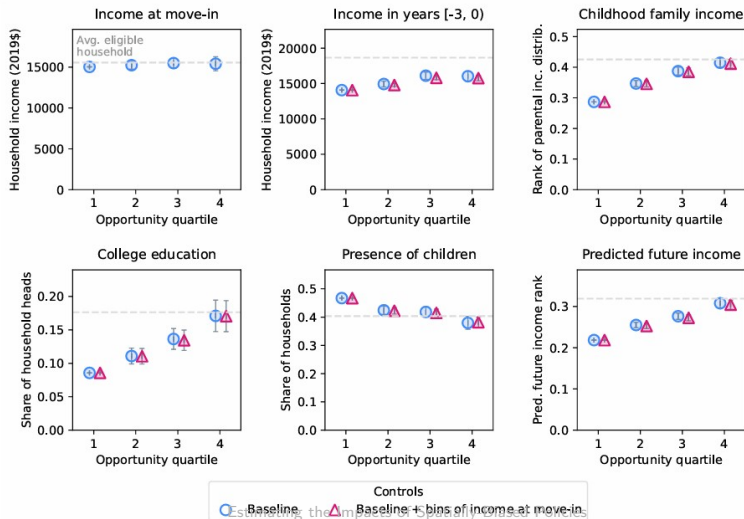 Income at move-in
Household income (2019$)
15000
10000
5000
0
Avg. eligible
household
1 2 3 4
Opportunity quartile
Income in years [-3, 0)
Household income (2019$)
20000
15000
10000
5000
0
1 2 3 4
Opportunity quartile
Childhood family income
Rank of parental inc. distrib.
0.5
0.4
0.3
0.2
0.1
0.0
1 2 3 4
Opportunity quartile
College education
Share of household heads
0.20
0.15
0.10
0.05
0.00
1 2 3 4
Opportunity quartile
Presence of children
Share of households
0.5
0.4
0.3
0.2
0.1
0.0
1 2 3 4
Opportunity quartile
Predicted future income
Pred. future income rank
0.3
0.2
0.1
0.0
1 2 3 4
Opportunity quartile
Controls
Baseline
Baseline + bins of income at move-in
Estimating the Impacts of Spatially Biased Policies